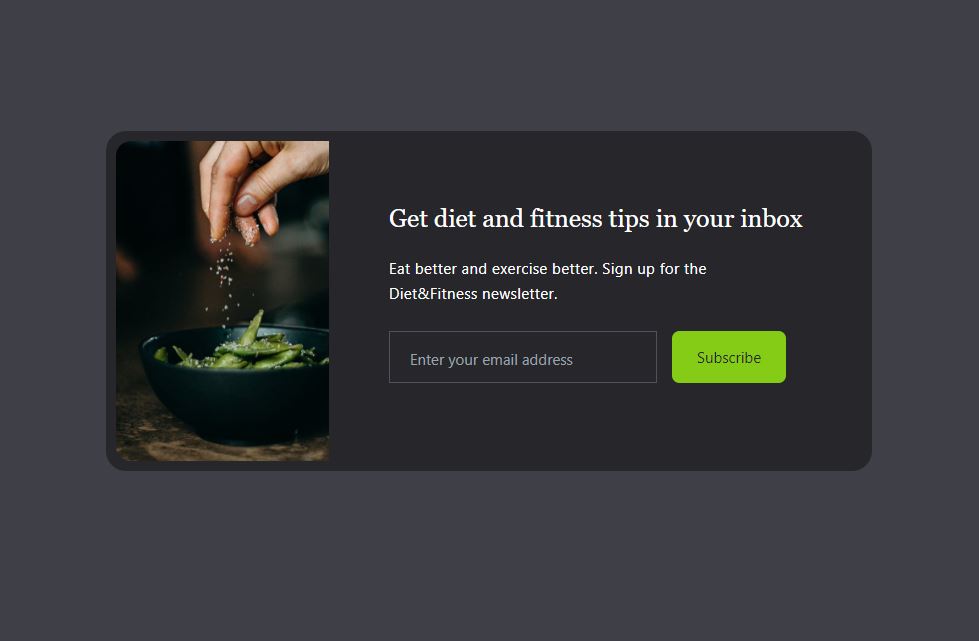 Get diet and fitness tips in your inbox
Eat better and exercise better. Sign up for the
Diet&Fitness newsletter.
Enter your email address
Subscribe